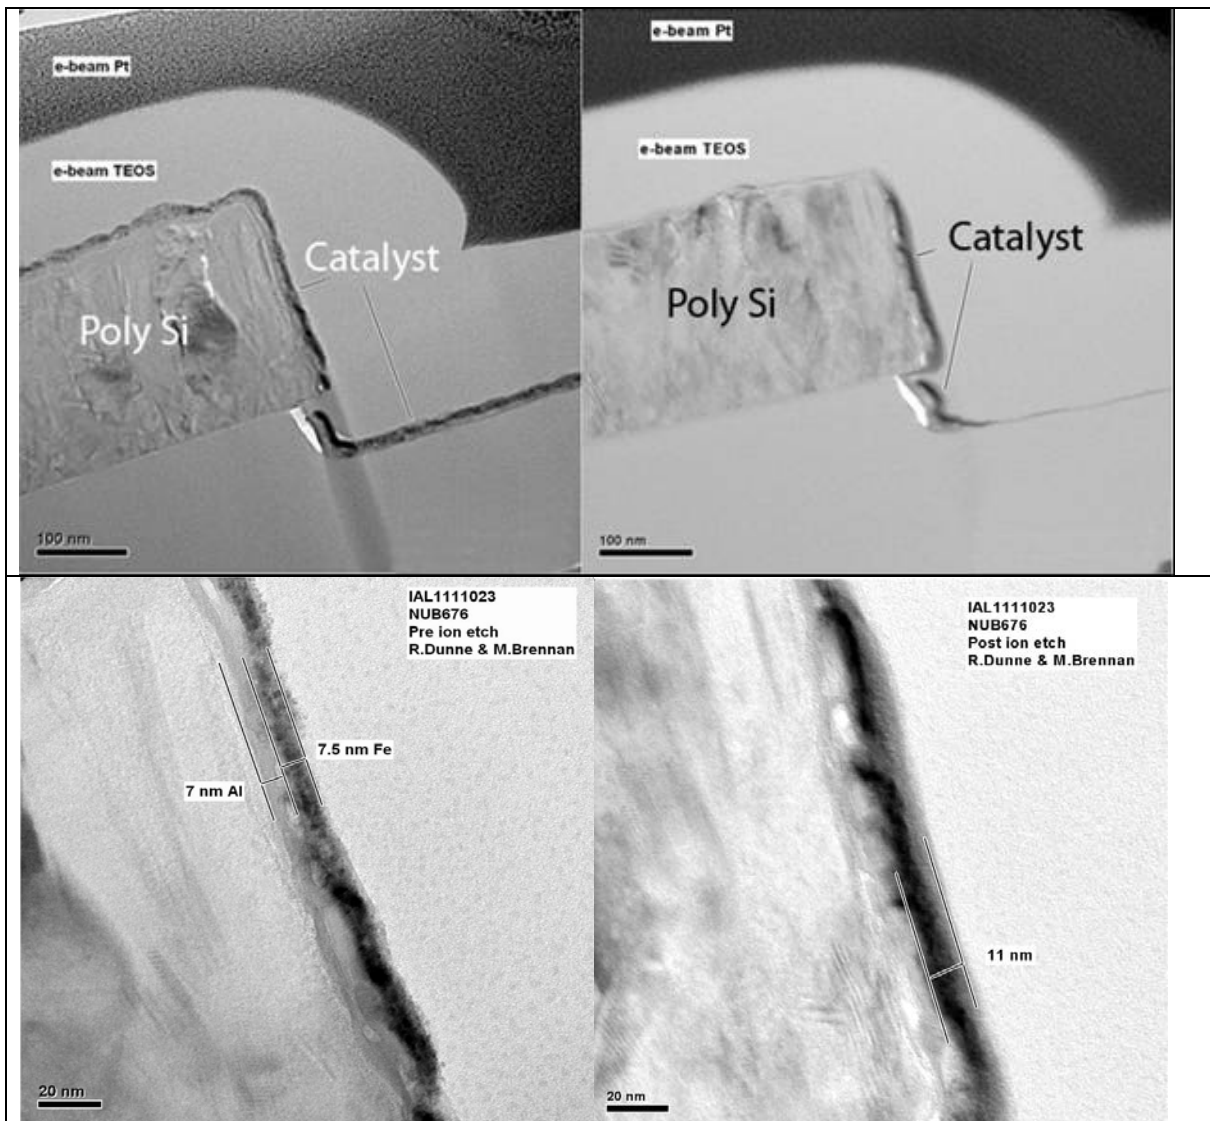 e-beam Pt
e-beam TEOS
Catalyst
Poly Si
100 nm
e-beam Pt
e-beam TEOS
Catalyst
Poly Si
100 nm
IAL1111023
NUB676
Pre ion etch
R.Dunne & M.Brennan
7.5 nm Fe
7 nm Al
20 nm
IAL1111023
NUB676
Post ion etch
R.Dunne & M.Brennan
11 nm
20 nm